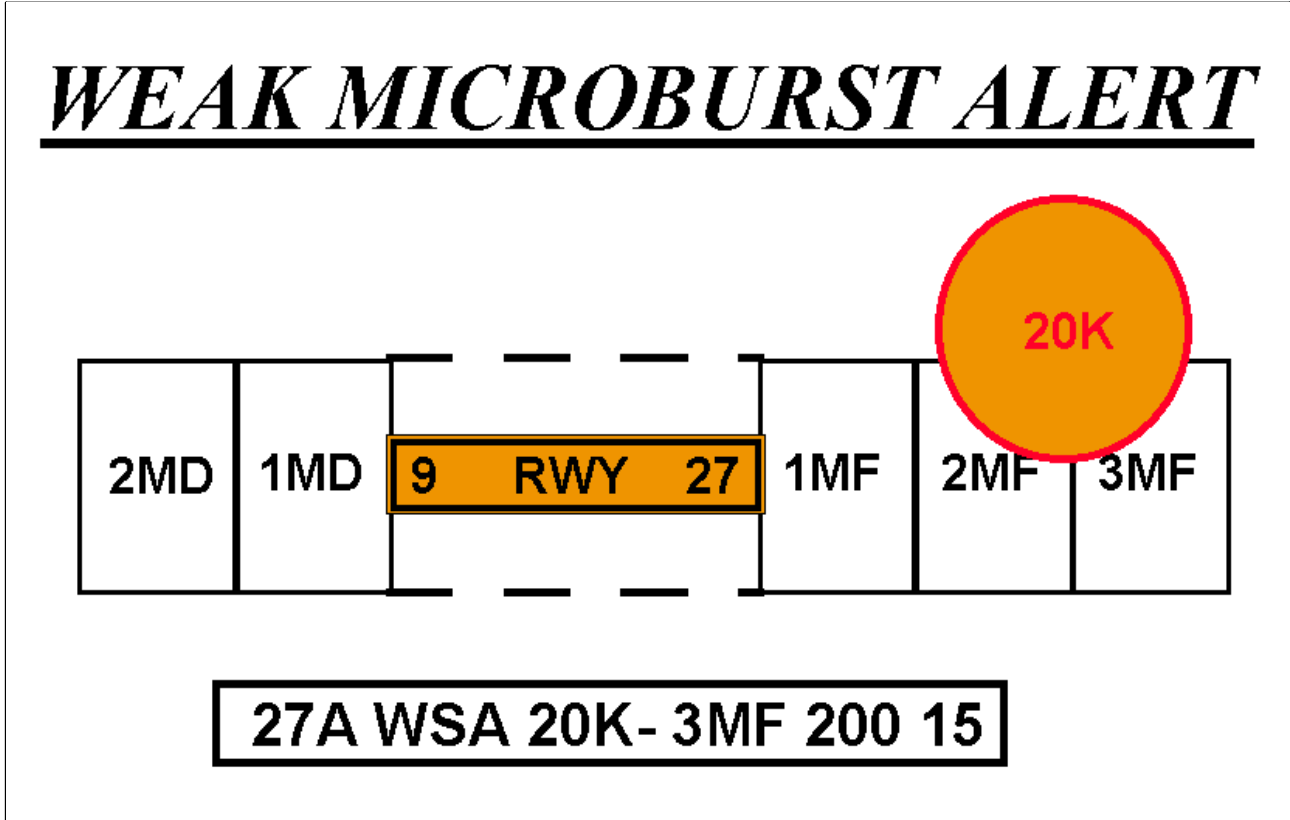 WEAK MICROBURST ALERT
20K
2MD 1MD 9 RWY 27 1MF 2MF 3MF
27A WSA 20K- 3MF 200 15